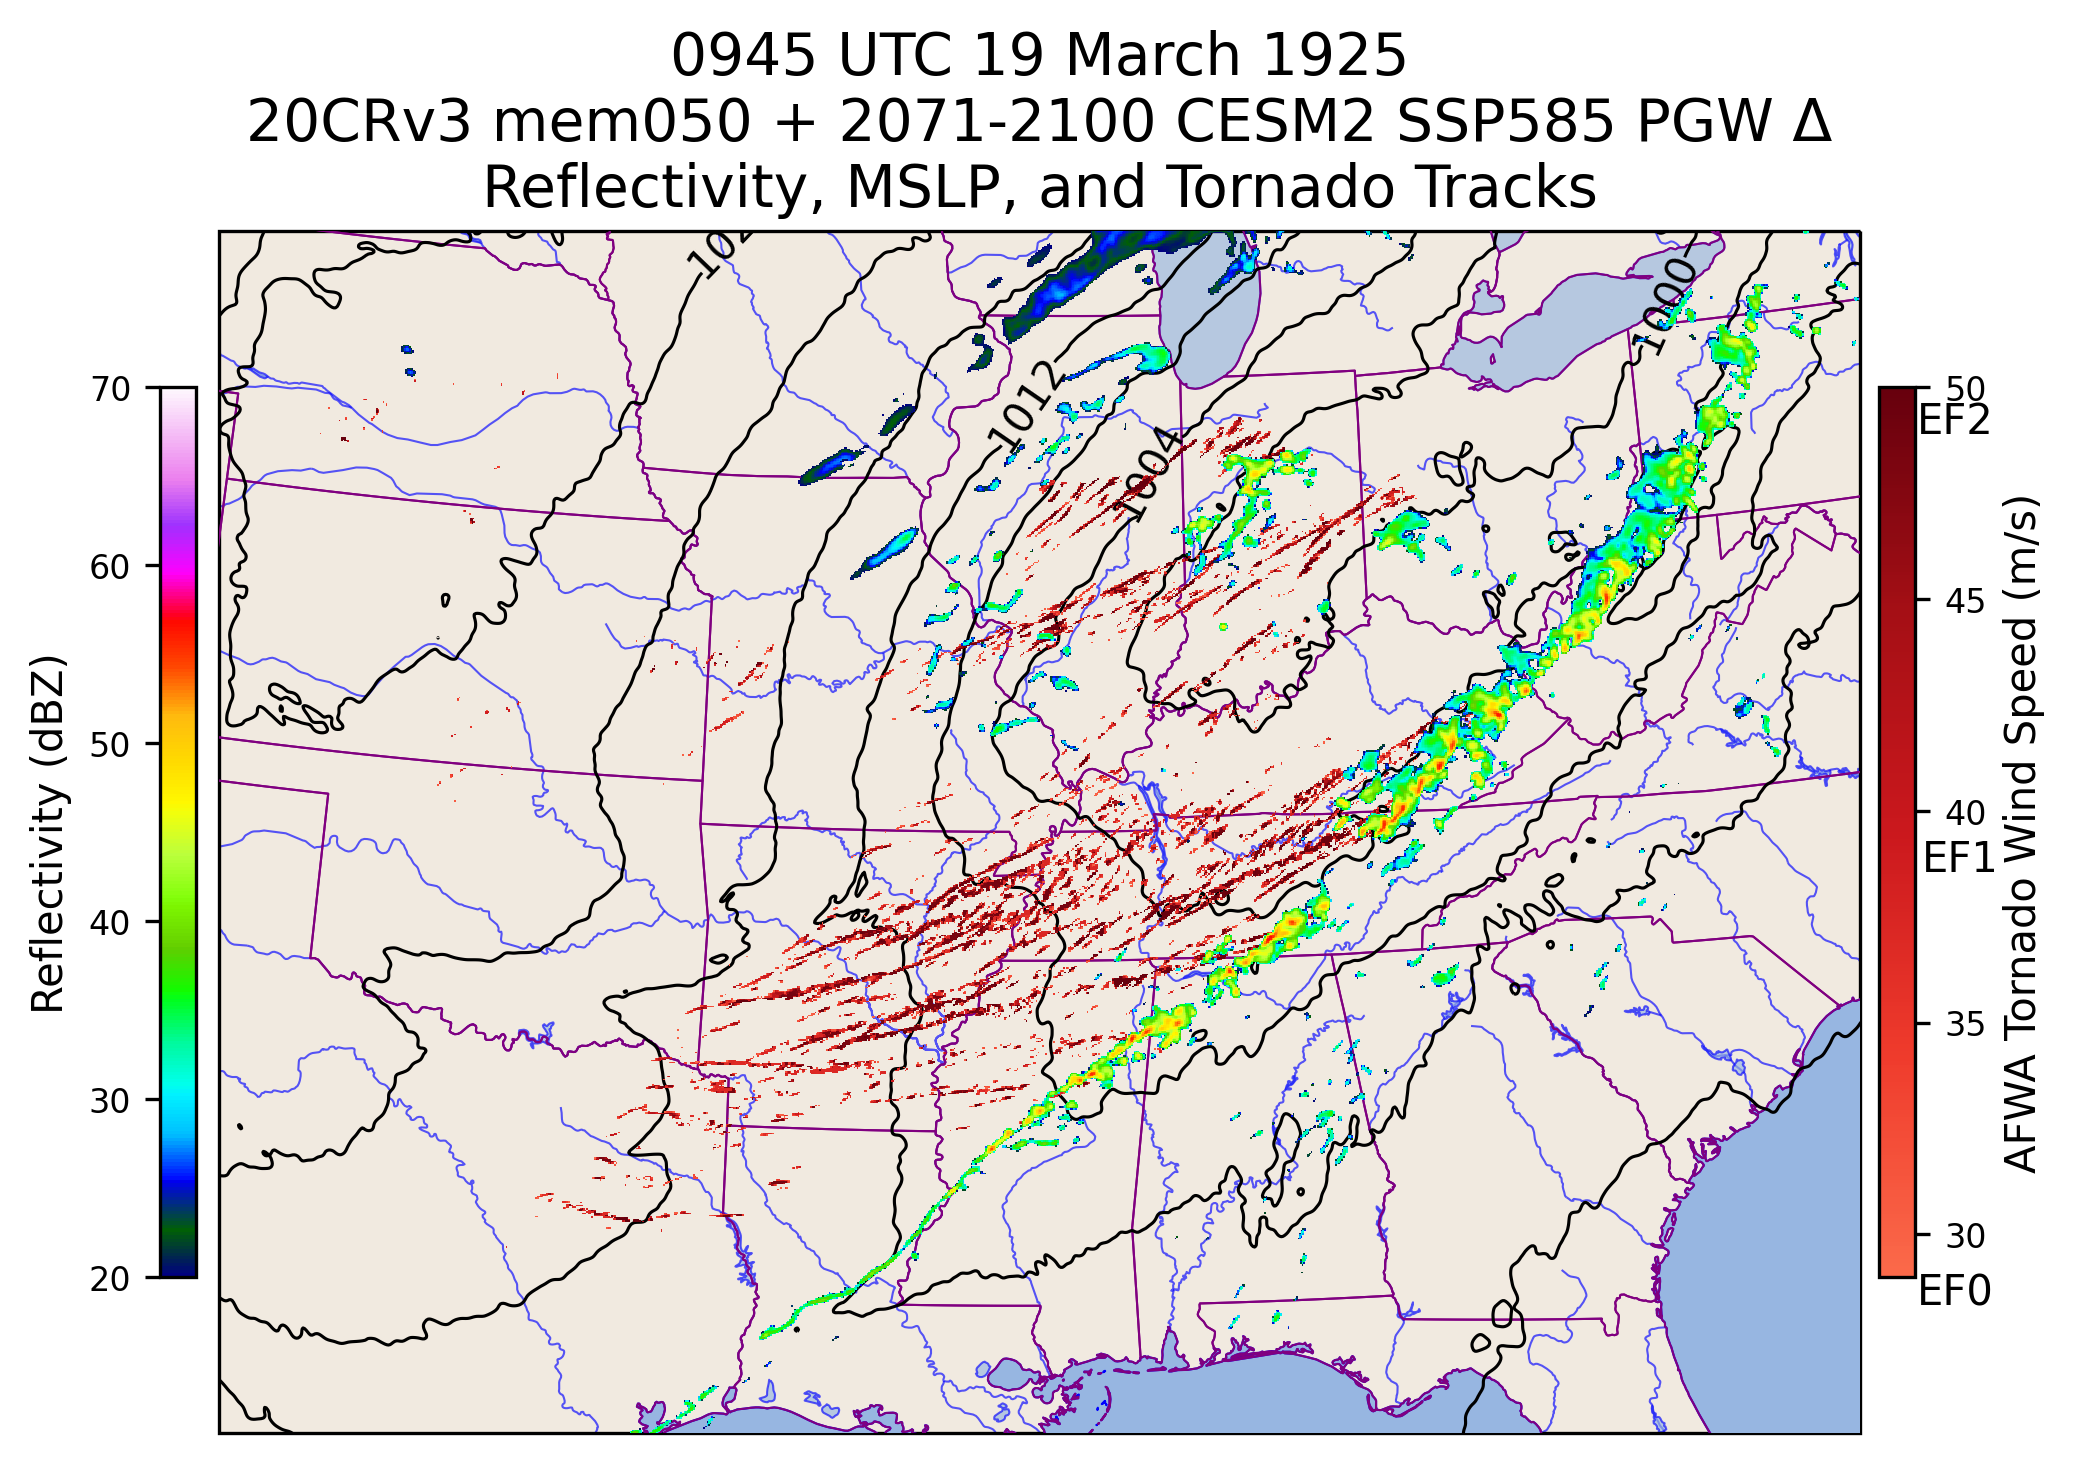 0945 UTC 19 March 1925
20CRv3 mem050 + 2071-2100 CESM2 SSP585 PGW Δ
Reflectivity, MSLP, and Tornado Tracks
1000
1012
1004
70
60
50
40
30
20
Reflectivity (dBZ)
50
EF2
45
40
EF1
35
30
EF0
AFWA Tornado Wind Speed (m/s)